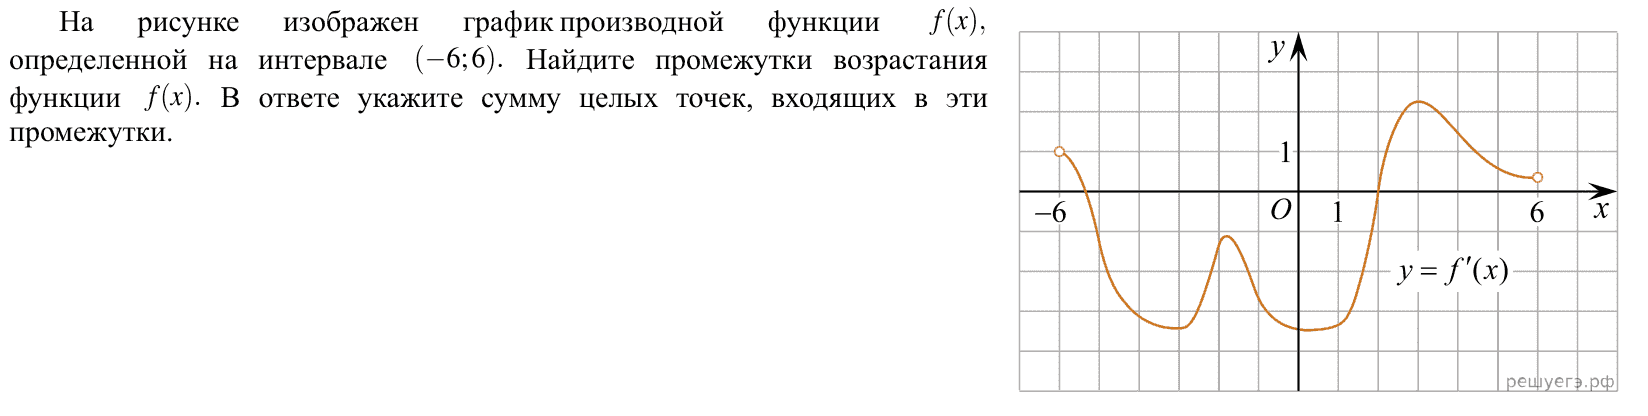 На рисунке изображен график производной функции f(x),
определенной на интервале (−6;6). Найдите промежутки возрастания
функции f(x). В ответе укажите сумму целых точек, входящих в эти
промежутки.
y
1
−6 O 1 6 x
y = f′(x)
решуегэ.рф